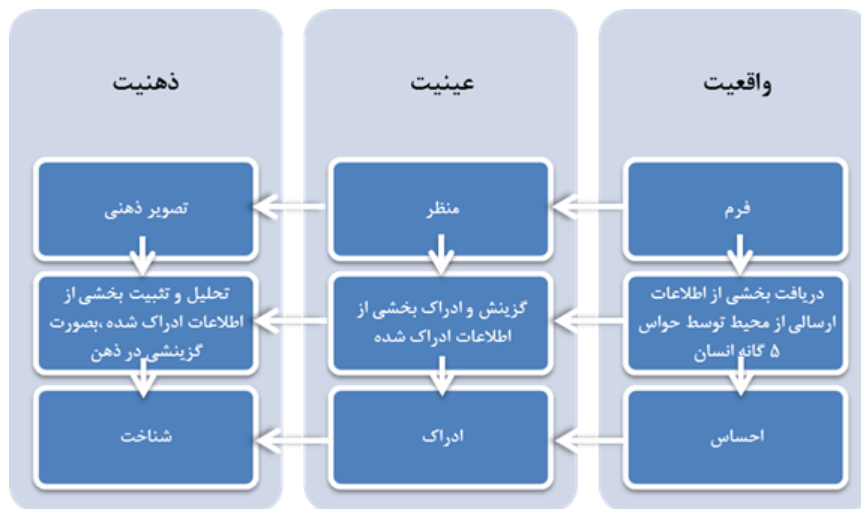 واقعیت
عینیت
ذهنیت
فرم
منظر
تصویر ذهنی
دریافت بخشی از اطلاعات
ارسالی از محیط توسط حواس
۵ گانه انسان
گزینش و ادراک بخشی از
اطلاعات ادراک شده
تحلیل و تثبیت بخشی از
اطلاعات ادراک شده ،بصورت
گزینشی در ذهن
احساس
ادراک
شناخت